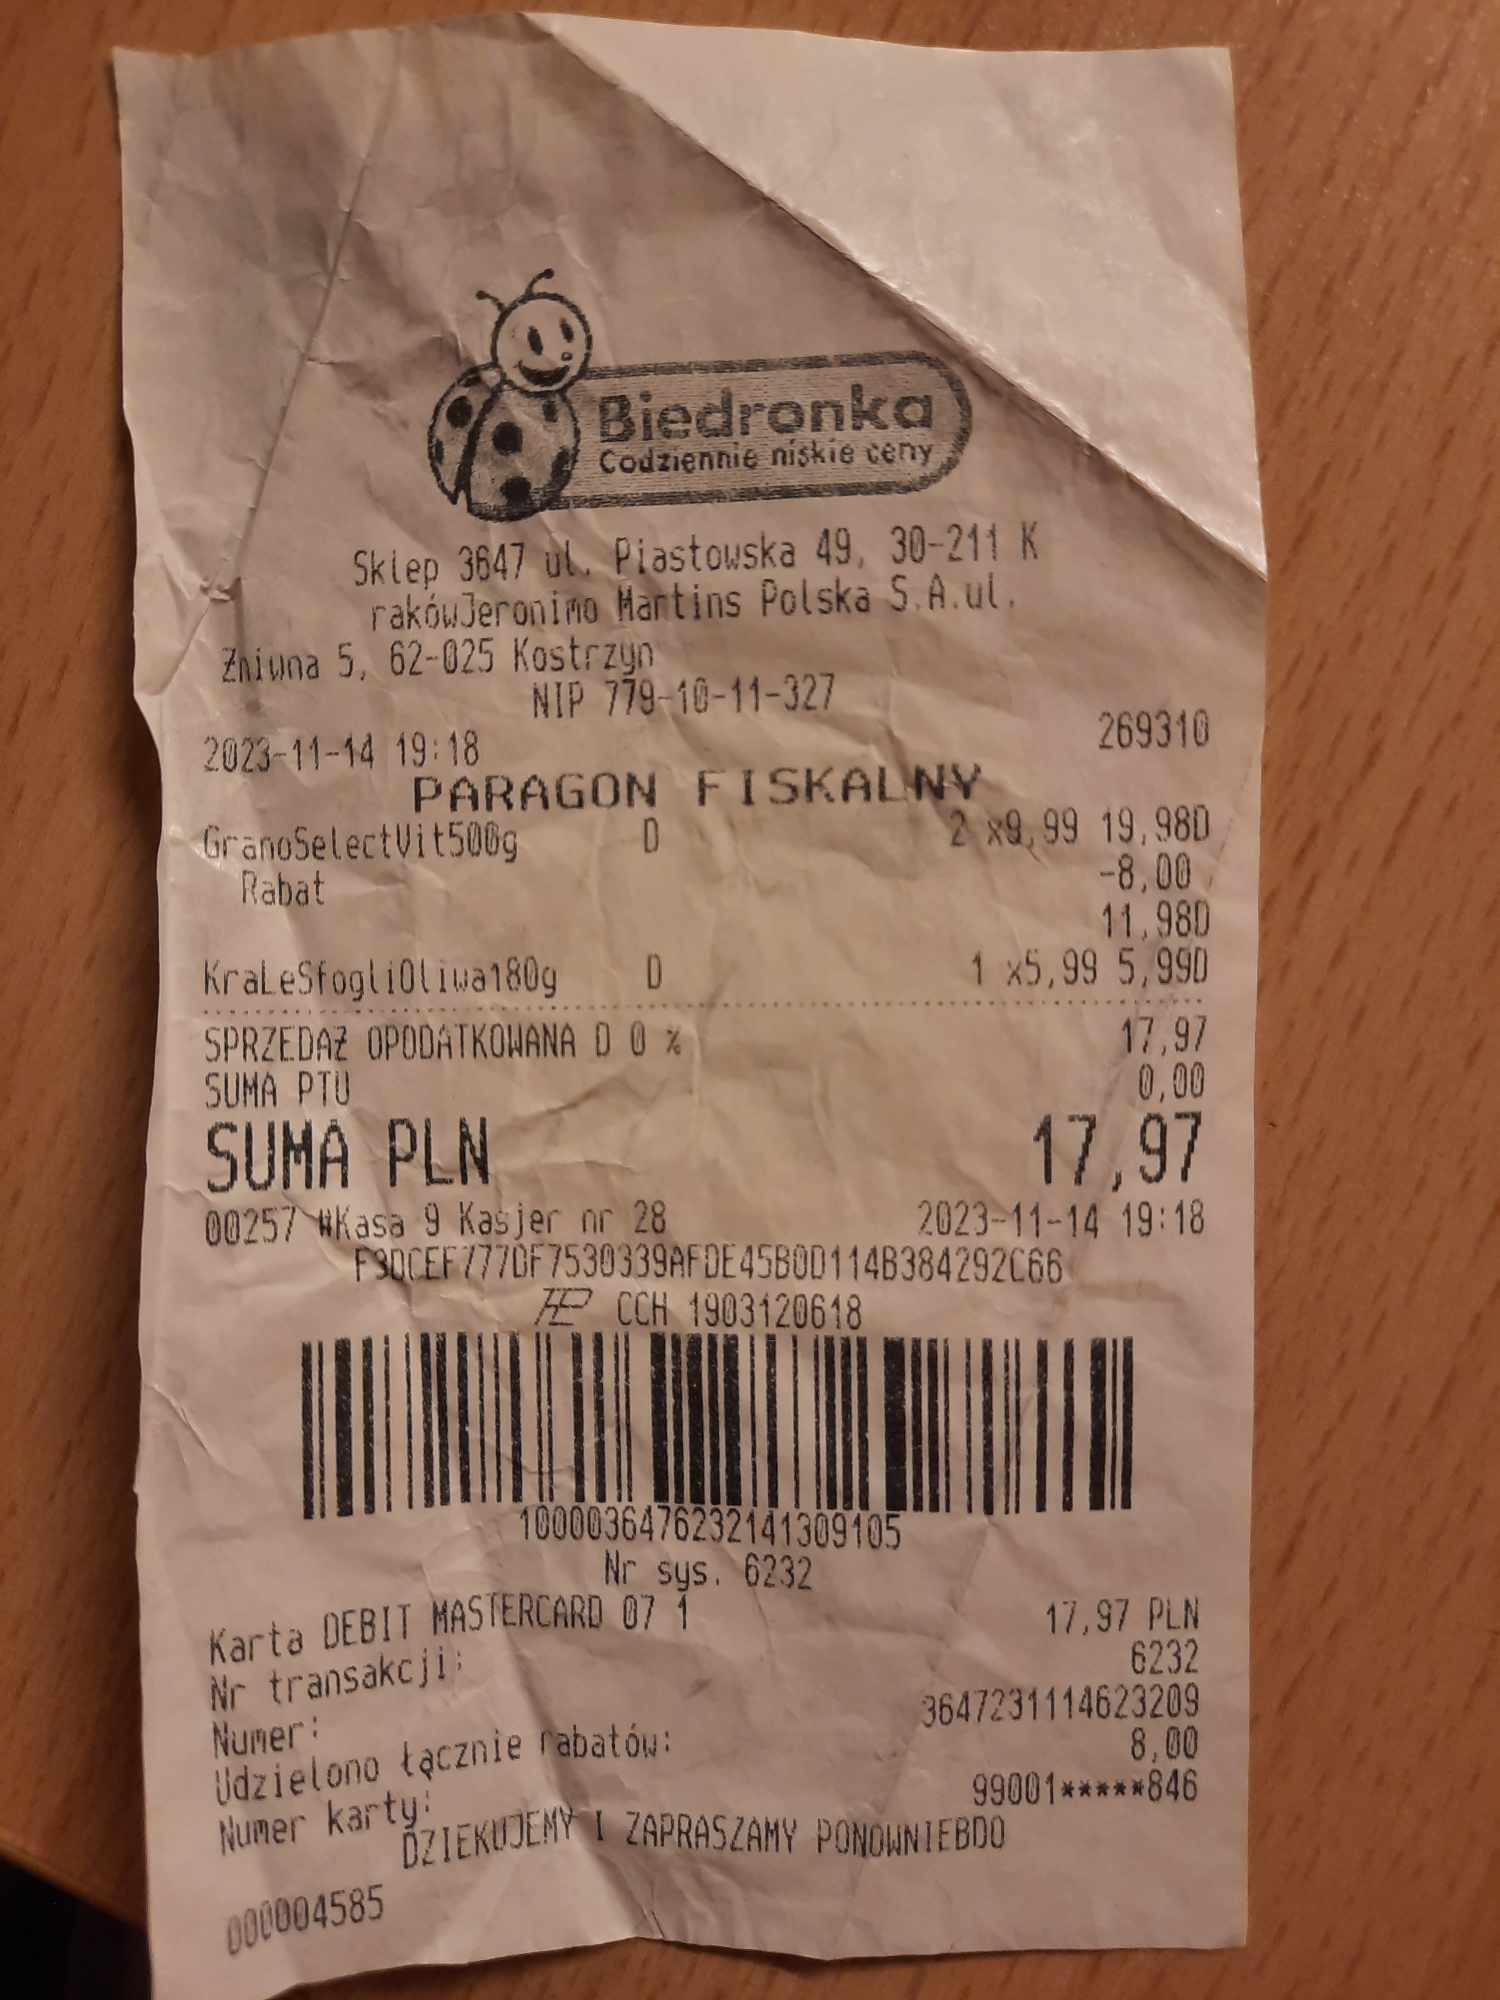 Biedronka
Codziennie niskie ceny
Sklep 3647 ul. Piastowska 49, 30-211 K
rakówJeronimo Martins Polska S.A.ul.
Żniwna 5, 62-025 Kostrzyn
NIP 779-10-11-327
2023-11-14 19:18 269310
PARAGON FISKALNY
GranoSelectVit500g D 2 x9,99 19,98D
Rabat -8,00
11,98D
KraLeSfogliOliwa180g D 1 x5,99 5,99D
SPRZEDAŻ OPODATKOWANA D 0 % 17,97
SUMA PTU 0,00
SUMA PLN 17,97
00257 #Kasa 9 Kasjer nr 28 2023-11-14 19:18
F3DCEF777DF7530339AFDE45B0D114B384292C66
CCH 1903120618
1000036476232141309105
Nr sys. 6232
Karta DEBIT MASTERCARD 07 1 17,97 PLN
Nr transakcji: 6232
Numer: 3647231114623209
Udzielono łącznie rabatów: 8,00
Numer karty: 99001*****846
DZIEKUJEMY I ZAPRASZAMY PONOWNIEBDO
000004585